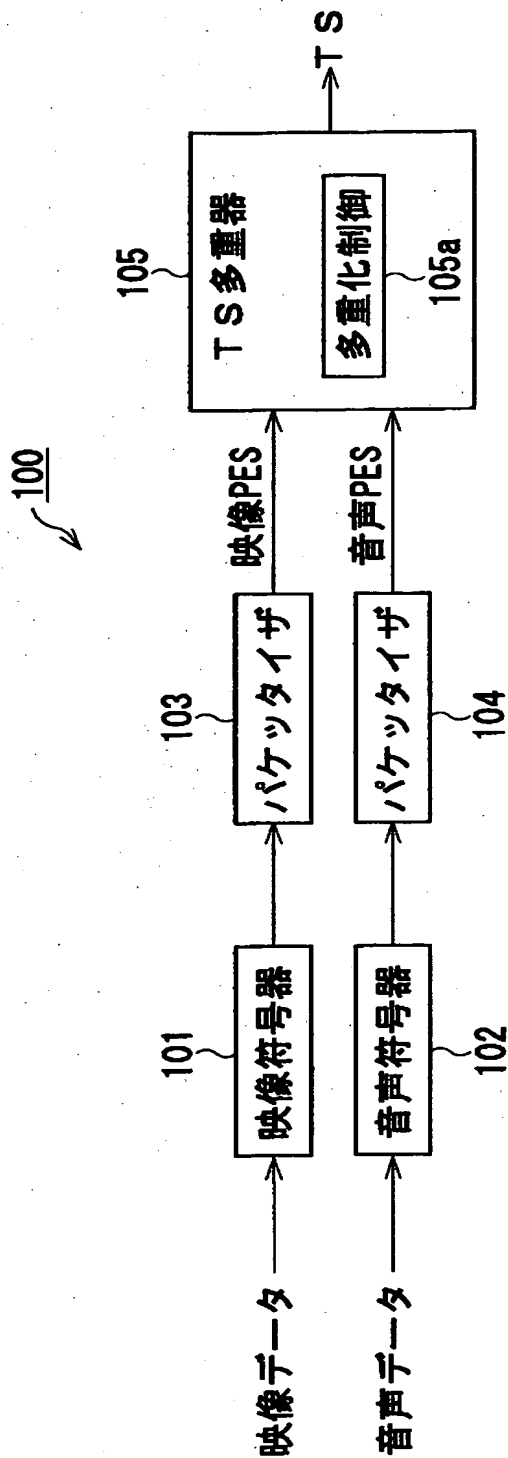 100
映像データ
101
映像符号器
103
パケッタイザ
映像PES
音声データ
音声符号器
102
パケッタイザ
104
音声PES
105
TS多重器
多重化制御
105a
TS